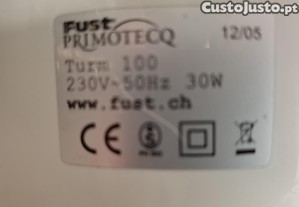 CustoJusto.pt
Fust 12/05
PRIMOTECQ
Turm 100
230V~50Hz 30W
www.fust.ch
CE